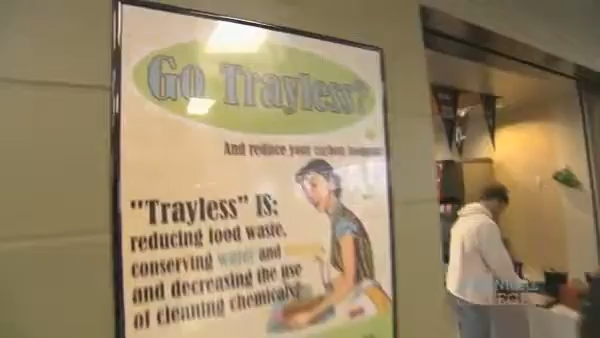 Go Trayless?
And reduce your carbon
"Trayless" IS:
reducing food waste,
conserving water and
and decreasing the use
of cleaning chemicals!